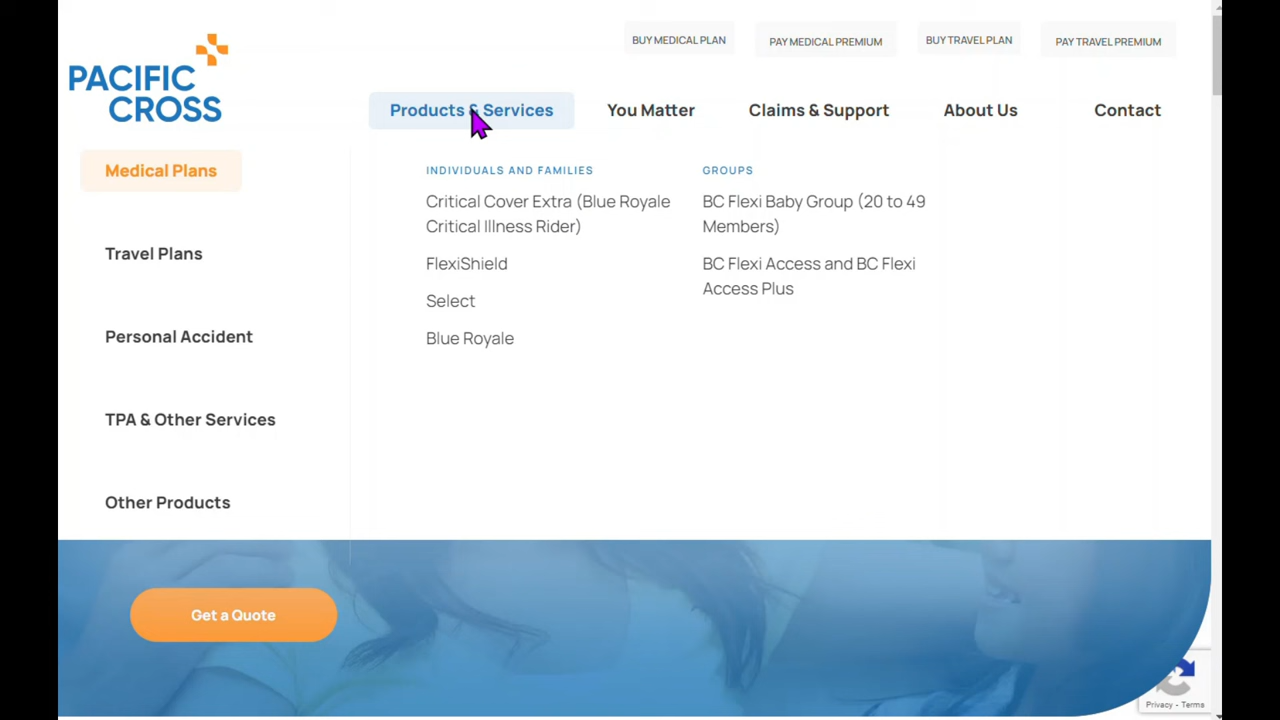 BUY MEDICAL PLAN
PAY MEDICAL PREMIUM
BUY TRAVEL PLAN
PAY TRAVEL PREMIUM
PACIFIC
CROSS
Products & Services
You Matter
Claims & Support
About Us
Contact
Medical Plans
Travel Plans
Personal Accident
TPA & Other Services
Other Products
INDIVIDUALS AND FAMILIES
Critical Cover Extra (Blue Royale
Critical Illness Rider)
FlexiShield
Select
Blue Royale
GROUPS
BC Flexi Baby Group (20 to 49
Members)
BC Flexi Access and BC Flexi
Access Plus
Get a Quote
Privacy - Terms